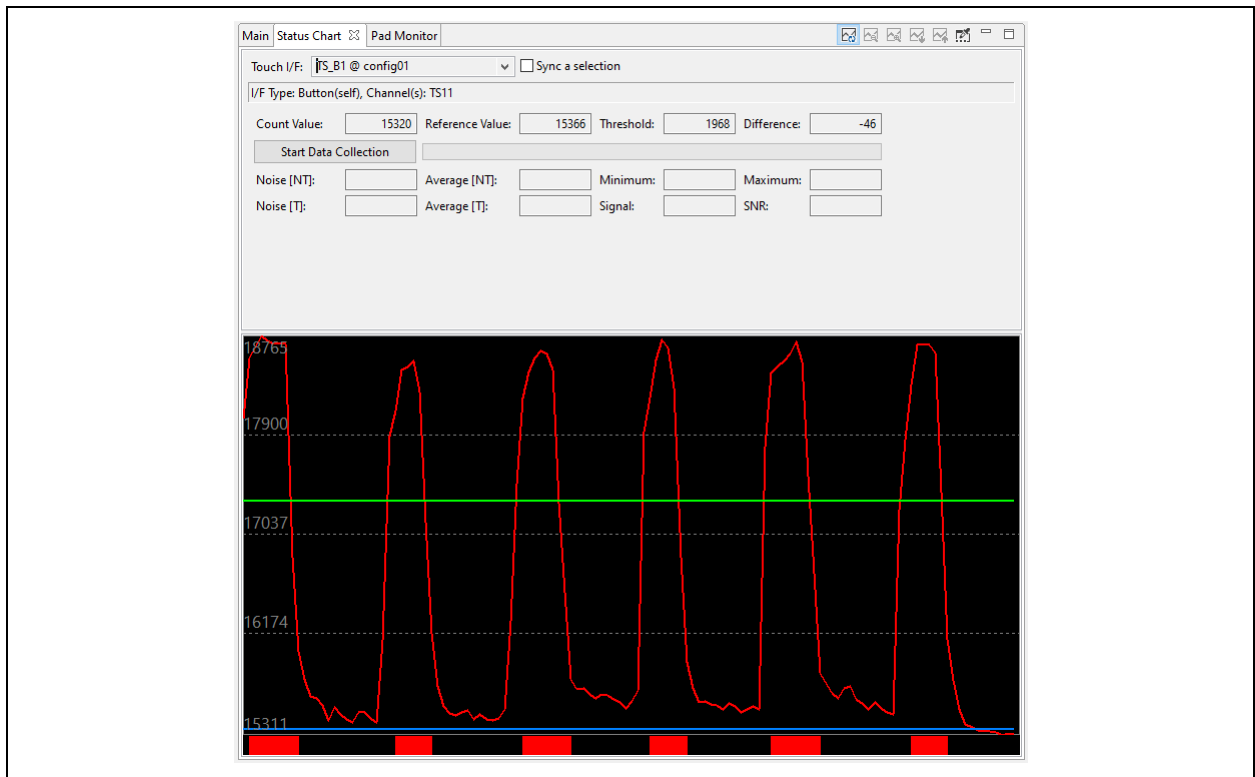 Main Status Chart Pad Monitor
Touch I/F: TS_B1 @ config01 Sync a selection
I/F Type: Button(self), Channel(s): TS11
Count Value: 15320 Reference Value: 15366 Threshold: 1968 Difference: -46
Start Data Collection
Noise [NT]: Average [NT]: Minimum: Maximum:
Noise [T]: Average [T]: Signal: SNR:
18765
17900
17037
16174
15311